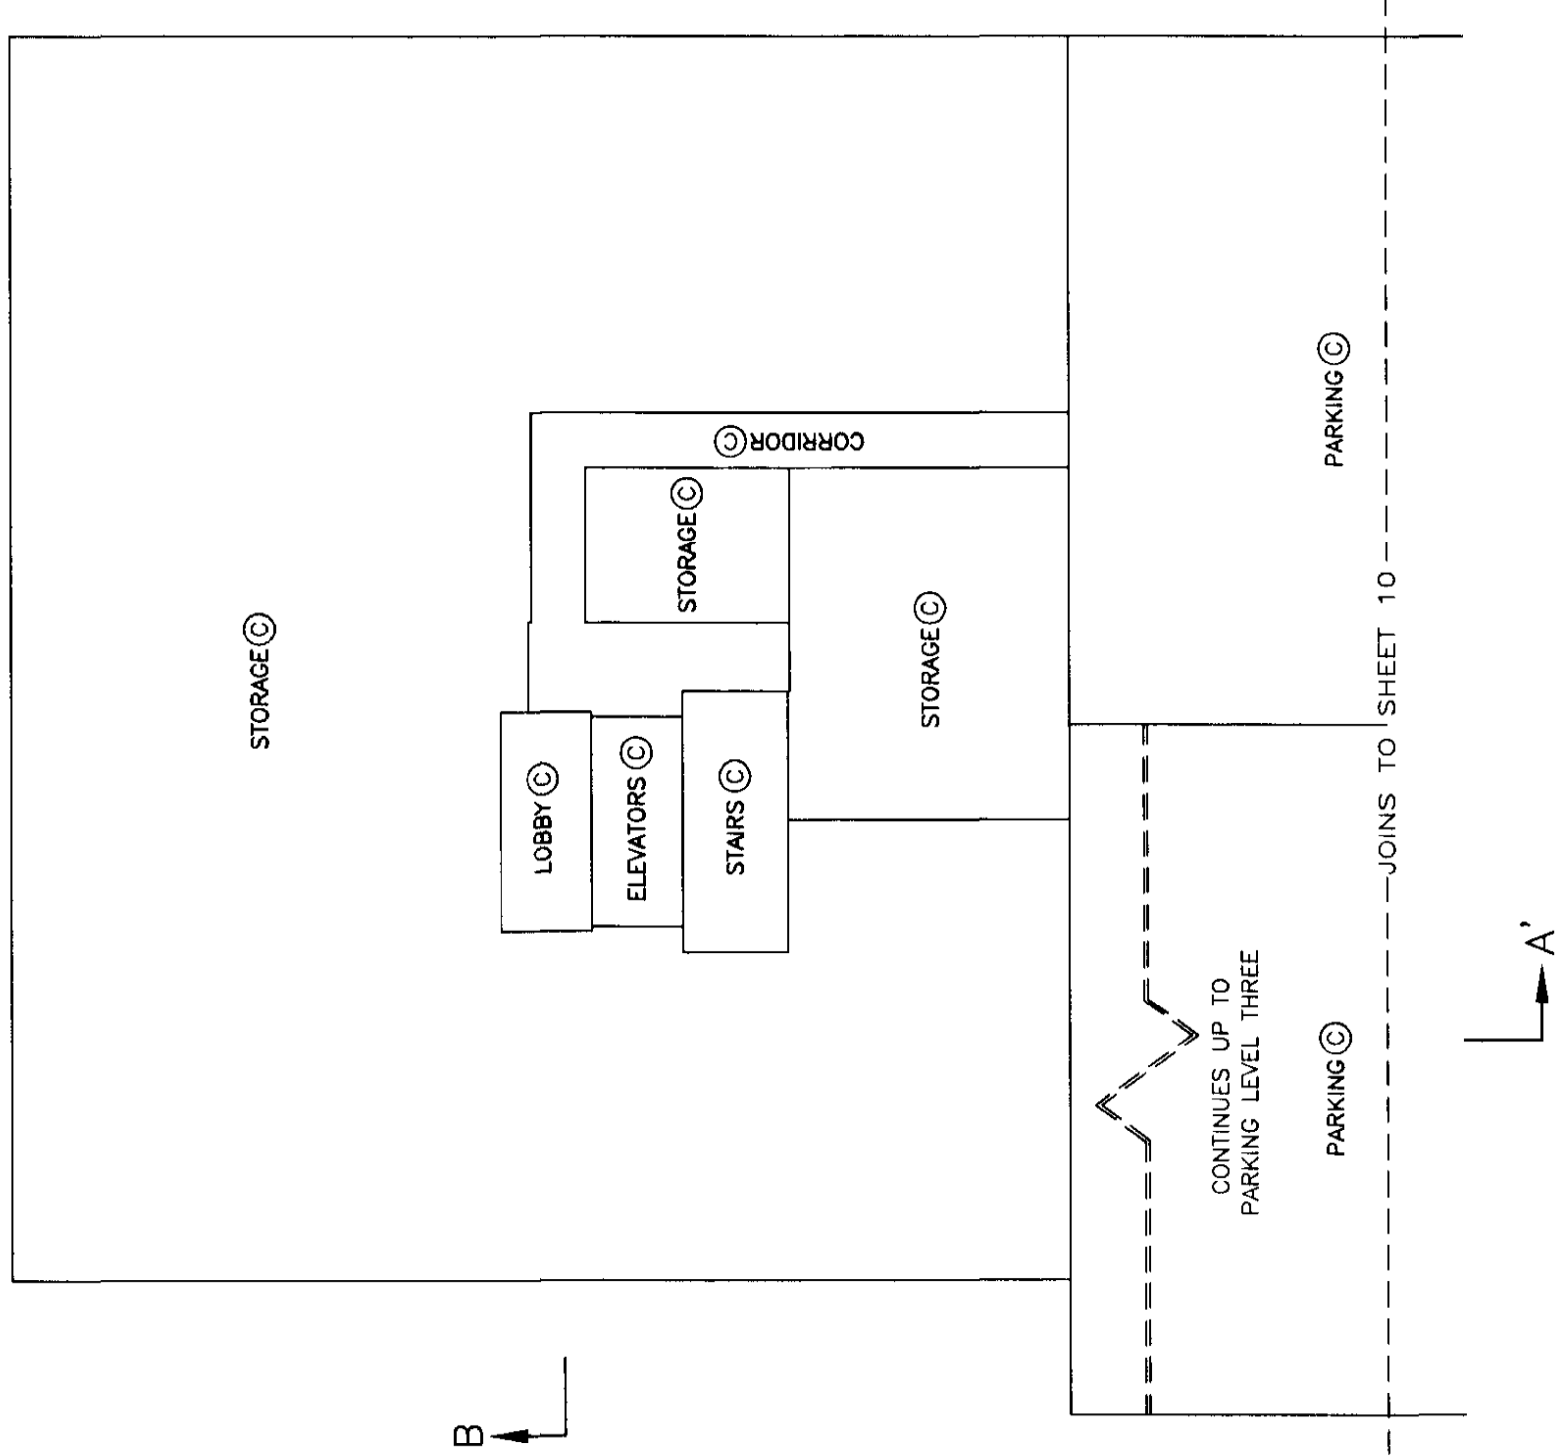 STORAGE Ⓒ
LOBBY Ⓒ
ELEVATORS Ⓒ
STAIRS Ⓒ
STORAGE Ⓒ
CORRIDOR Ⓒ
STORAGE Ⓒ
PARKING Ⓒ
CONTINUES UP TO
PARKING LEVEL THREE
PARKING Ⓒ
JOINS TO SHEET 10
B
A'